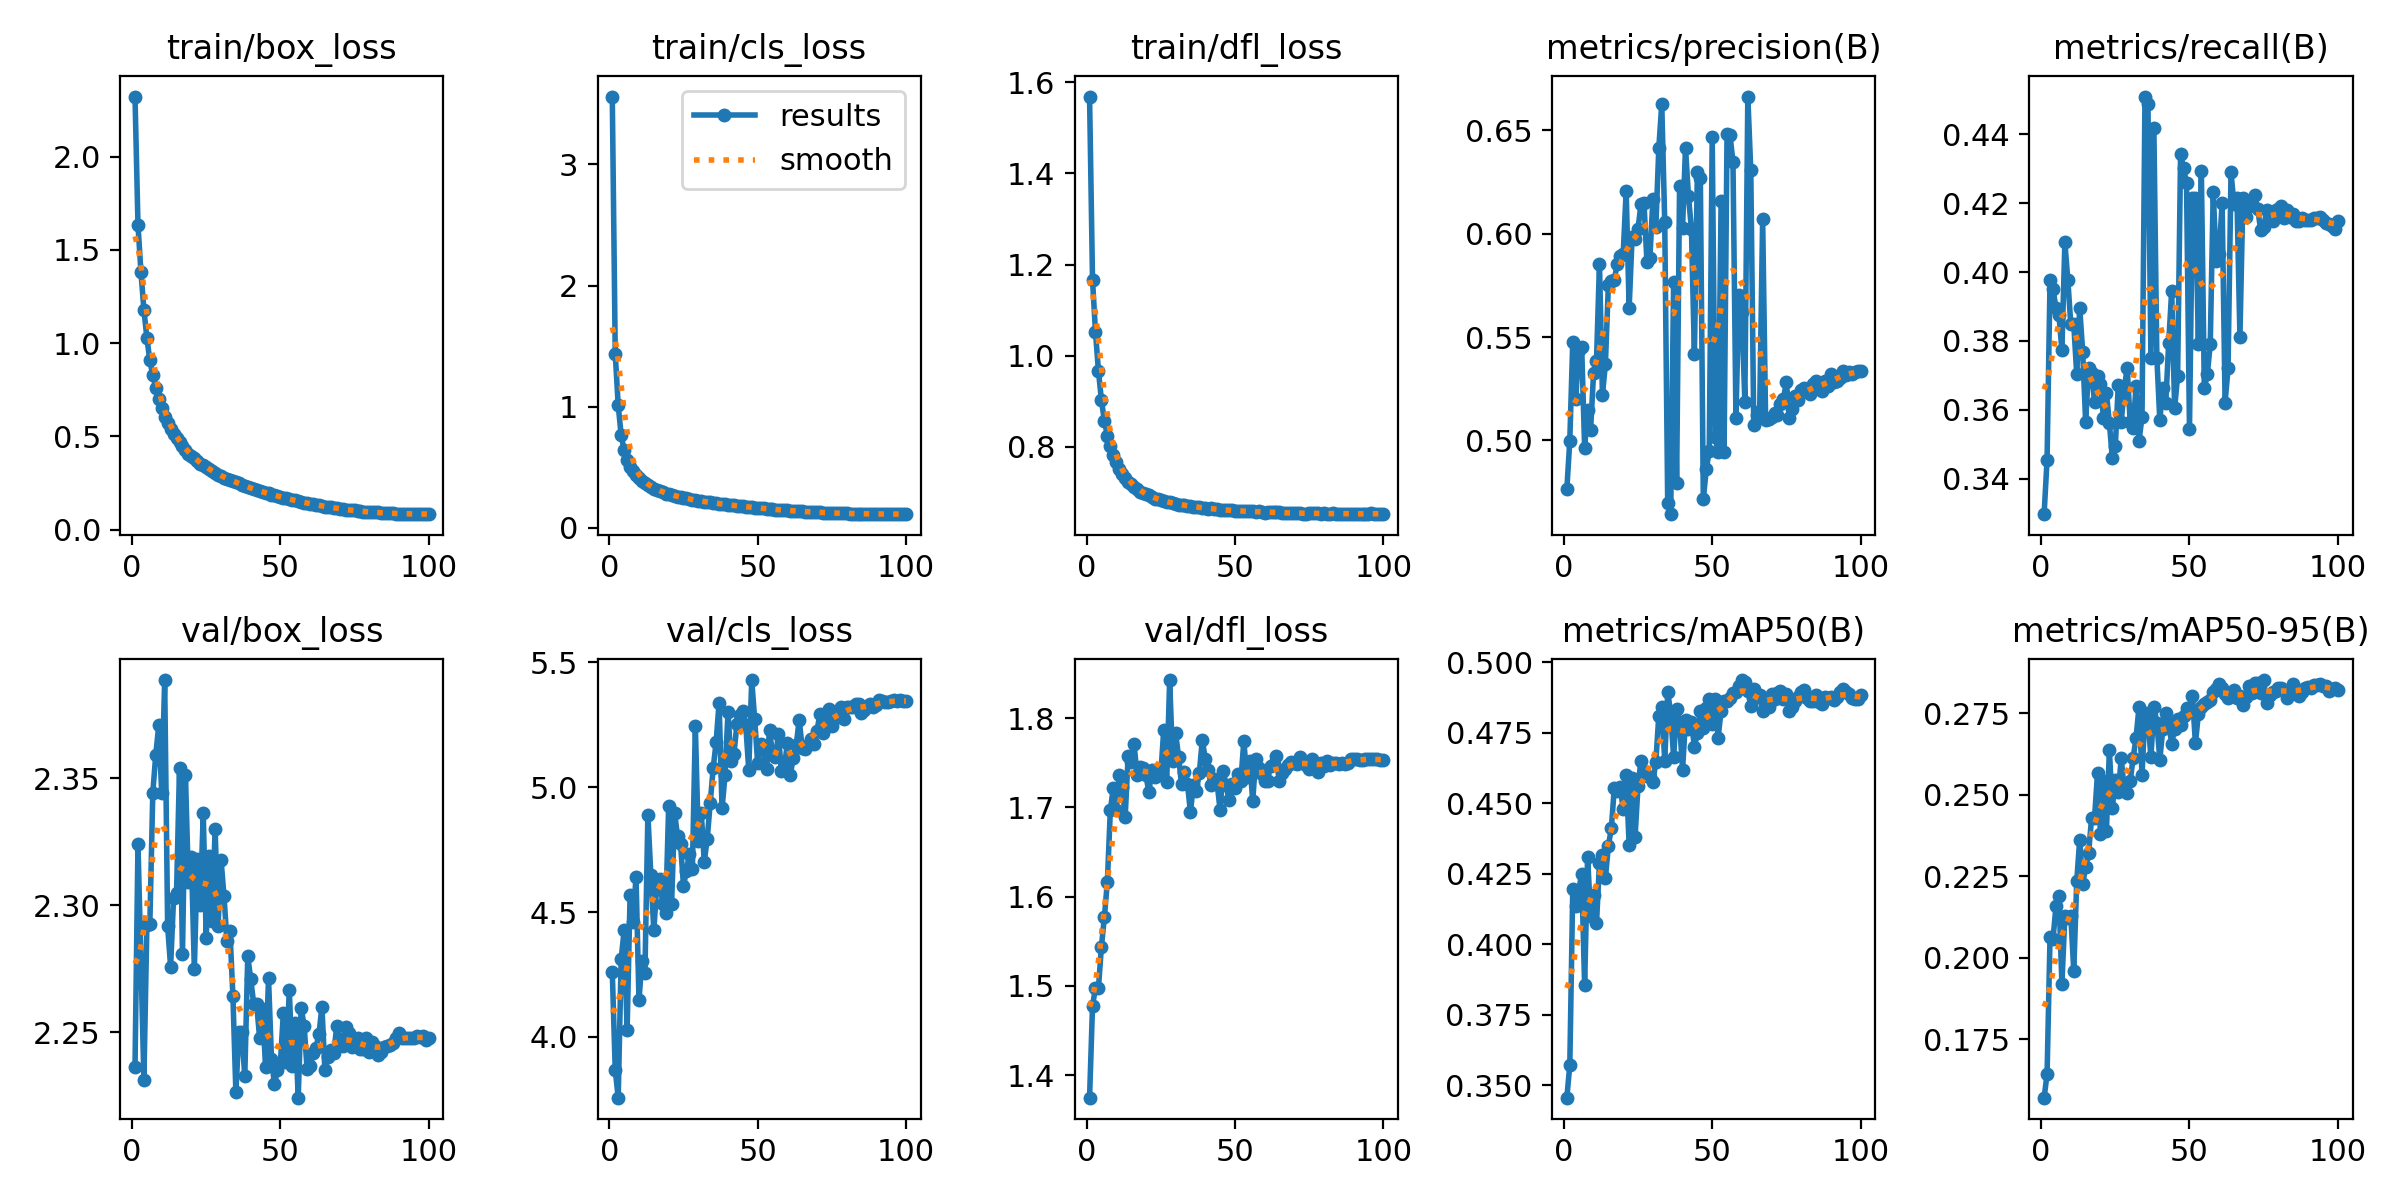 train/box_loss
2.0
1.5
1.0
0.5
0.0
0 50 100
train/cls_loss
results
smooth
3
2
1
0
0 50 100
train/dfl_loss
1.6
1.4
1.2
1.0
0.8
0 50 100
metrics/precision(B)
0.65
0.60
0.55
0.50
0 50 100
metrics/recall(B)
0.44
0.42
0.40
0.38
0.36
0.34
0 50 100
val/box_loss
2.35
2.30
2.25
0 50 100
val/cls_loss
5.5
5.0
4.5
4.0
0 50 100
val/dfl_loss
1.8
1.7
1.6
1.5
1.4
0 50 100
metrics/mAP50(B)
0.500
0.475
0.450
0.425
0.400
0.375
0.350
0 50 100
metrics/mAP50-95(B)
0.275
0.250
0.225
0.200
0.175
0 50 100